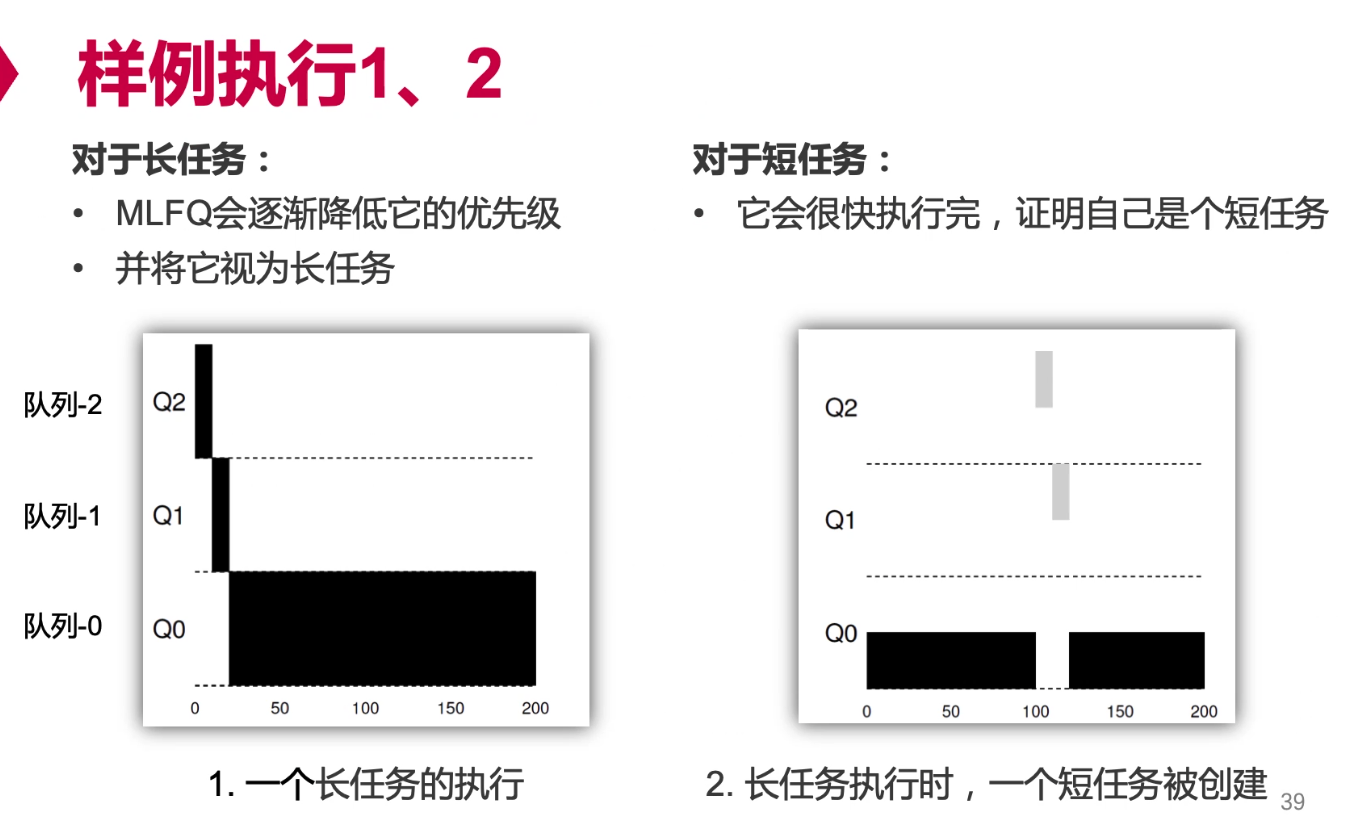 样例执行1、2
对于长任务：
• MLFQ会逐渐降低它的优先级
• 并将它视为长任务
队列-2
Q2
队列-1
Q1
队列-0
Q0
0 50 100 150 200
1. 一个长任务的执行
对于短任务：
• 它会很快执行完，证明自己是个短任务
Q2
Q1
Q0
0 50 100 150 200
2. 长任务执行时，一个短任务被创建
39